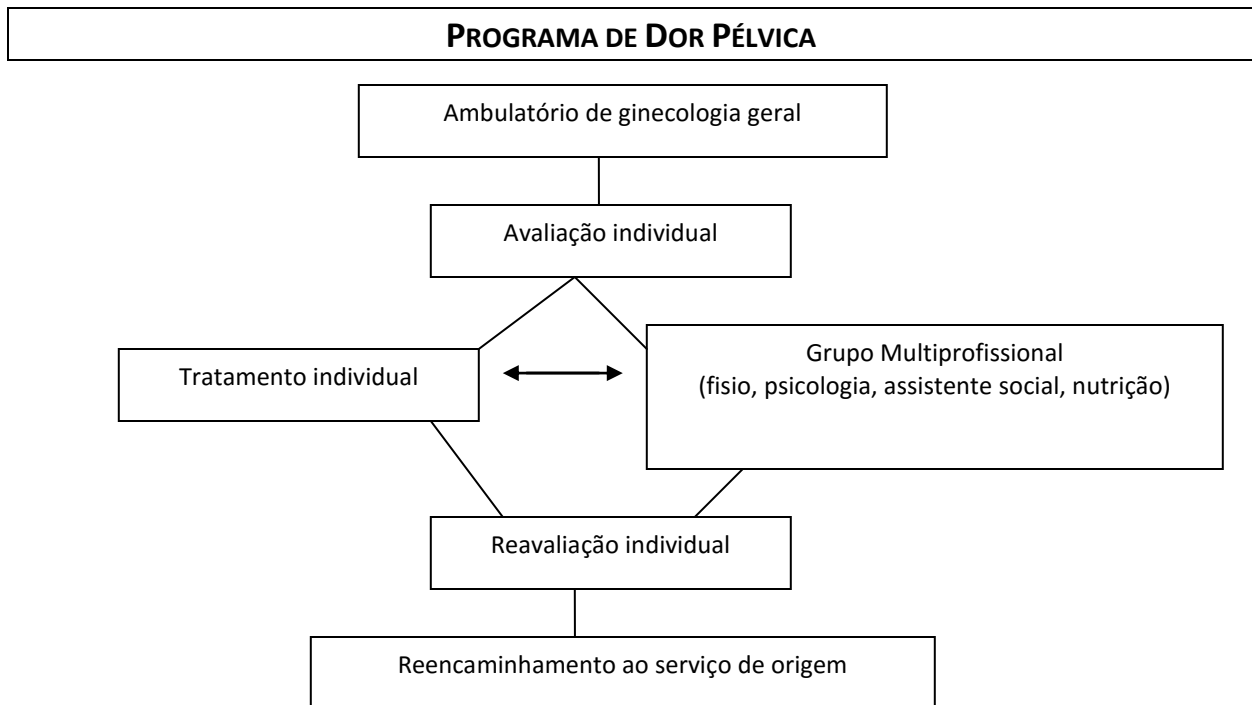 PROGRAMA DE DOR PÉLVICA
Ambulatório de ginecologia geral
Avaliação individual
Tratamento individual
Grupo Multiprofissional
(fisio, psicologia, assistente social, nutrição)
Reavaliação individual
Reencaminhamento ao serviço de origem